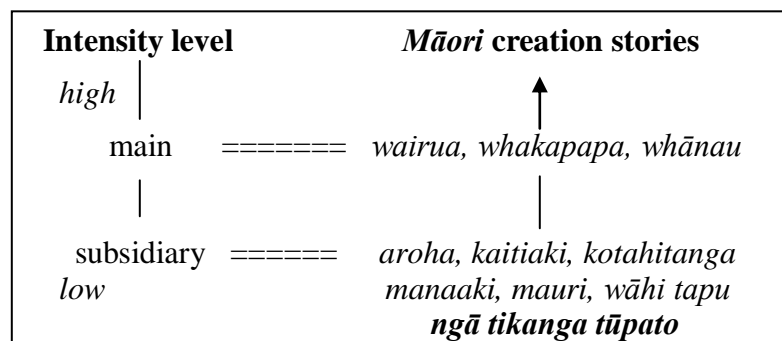 Intensity level Māori creation stories
high
main ======= wairua, whakapapa, whānau
subsidiary ====== aroha, kaitiaki, kotahitanga
low manaaki, mauri, wāhi tapu
ngā tikanga tūpato